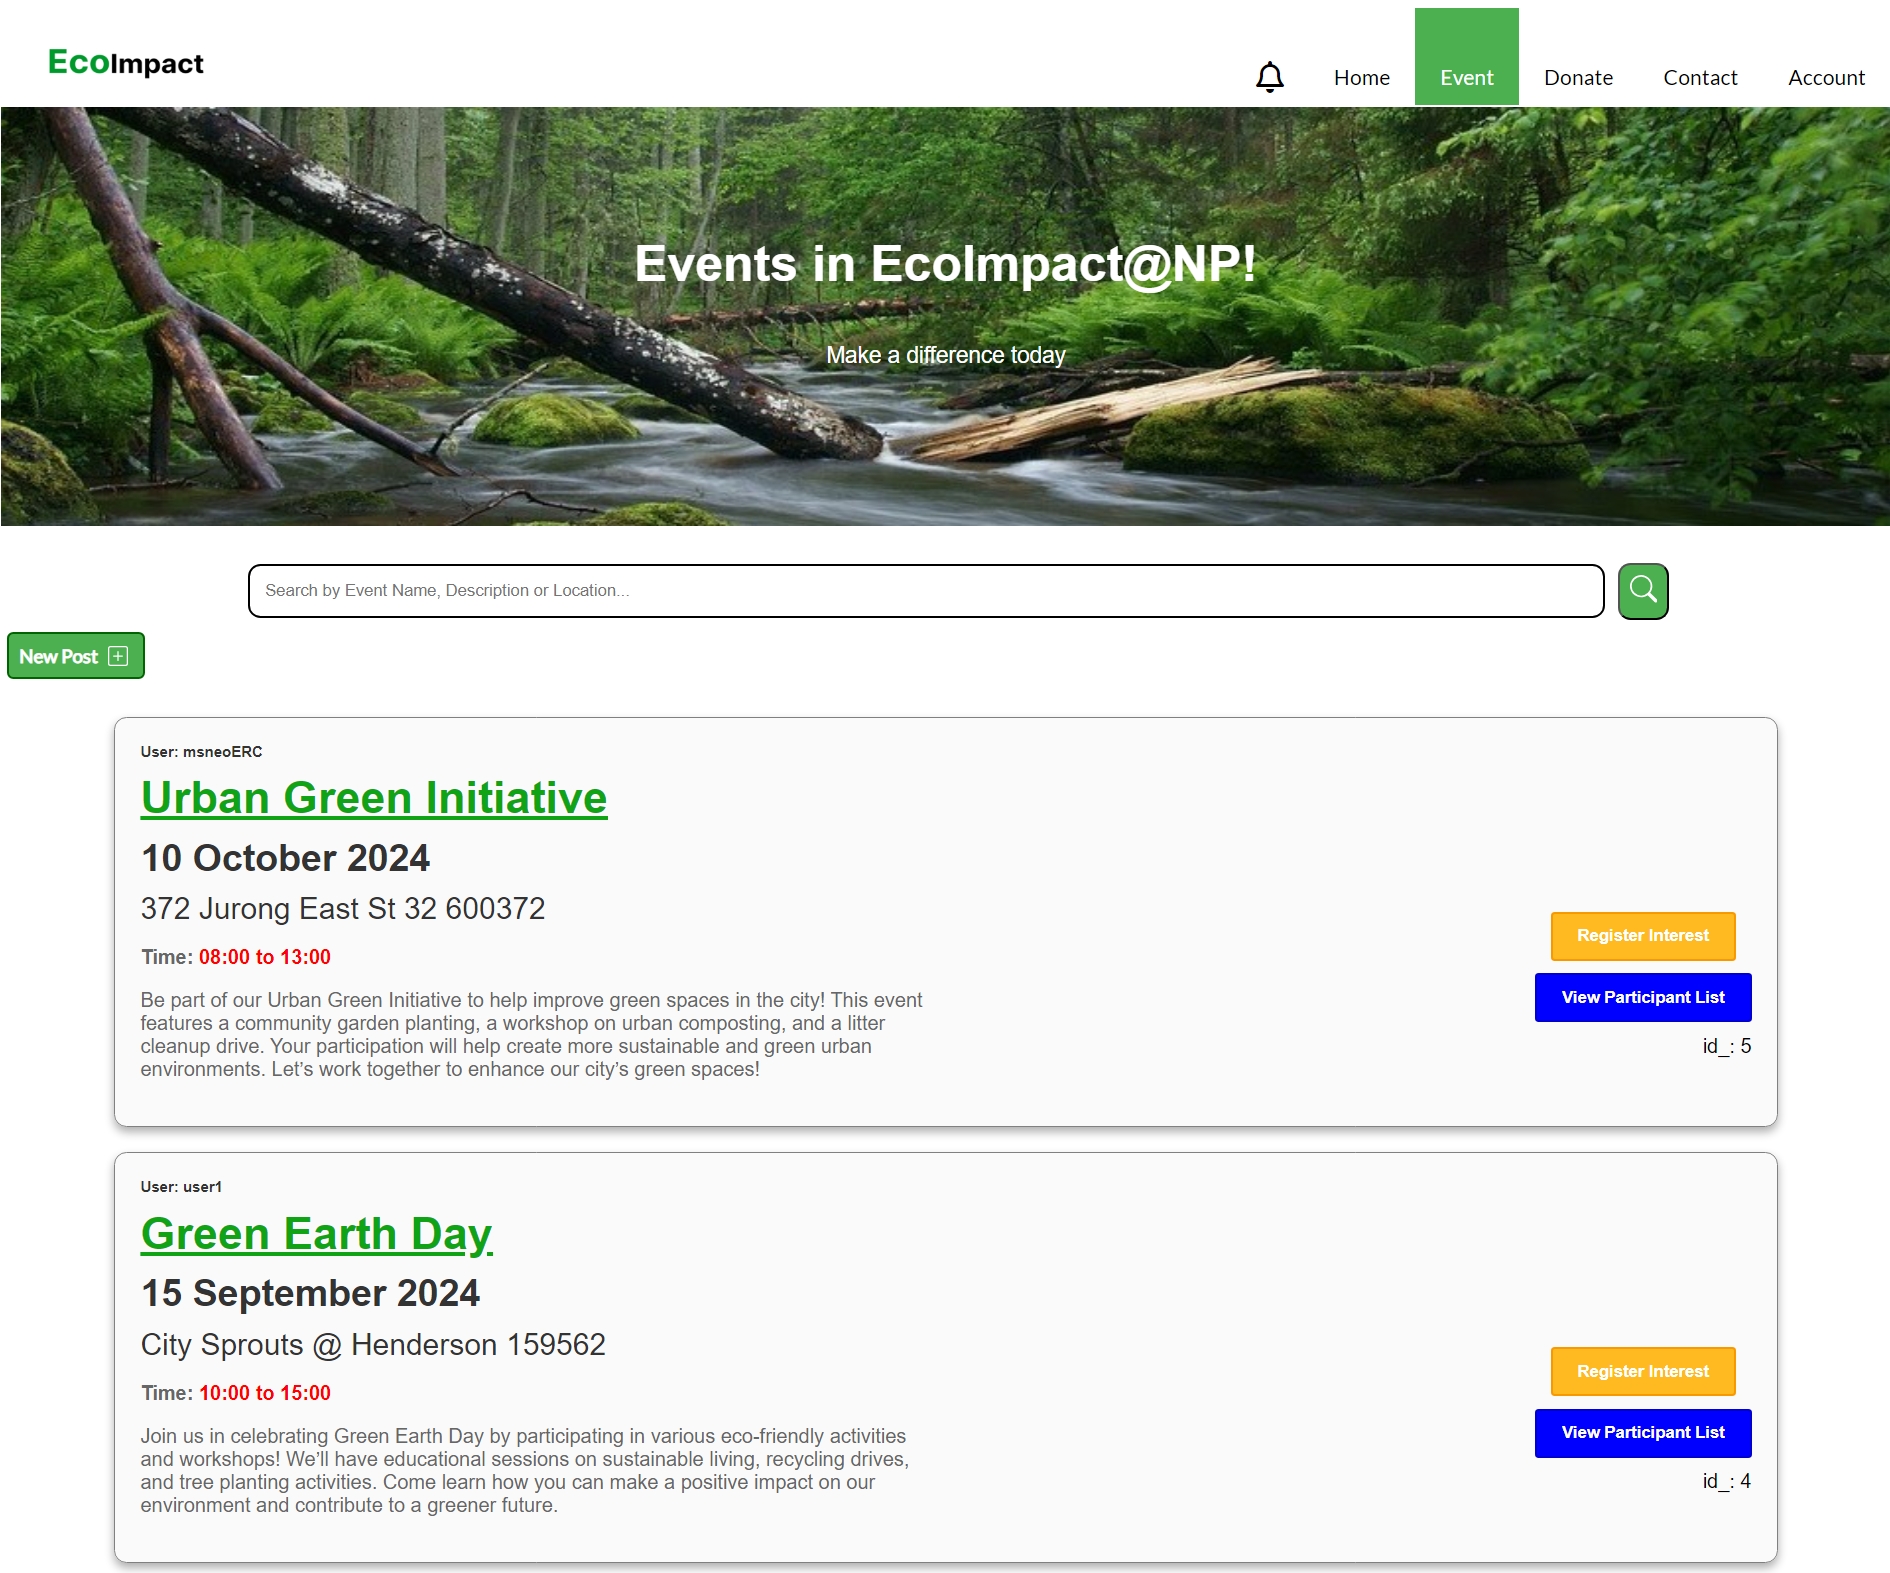 EcoImpact
Home Event Donate Contact Account
Events in EcoImpact@NP!
Make a difference today
Search by Event Name, Description or Location...
New Post
User: msneoERC
Urban Green Initiative
10 October 2024
372 Jurong East St 32 600372
Time: 08:00 to 13:00
Be part of our Urban Green Initiative to help improve green spaces in the city! This event
features a community garden planting, a workshop on urban composting, and a litter
cleanup drive. Your participation will help create more sustainable and green urban
environments. Let’s work together to enhance our city’s green spaces!
Register Interest
View Participant List
id_: 5
User: user1
Green Earth Day
15 September 2024
City Sprouts @ Henderson 159562
Time: 10:00 to 15:00
Join us in celebrating Green Earth Day by participating in various eco-friendly activities
and workshops! We’ll have educational sessions on sustainable living, recycling drives,
and tree planting activities. Come learn how you can make a positive impact on our
environment and contribute to a greener future.
Register Interest
View Participant List
id_: 4